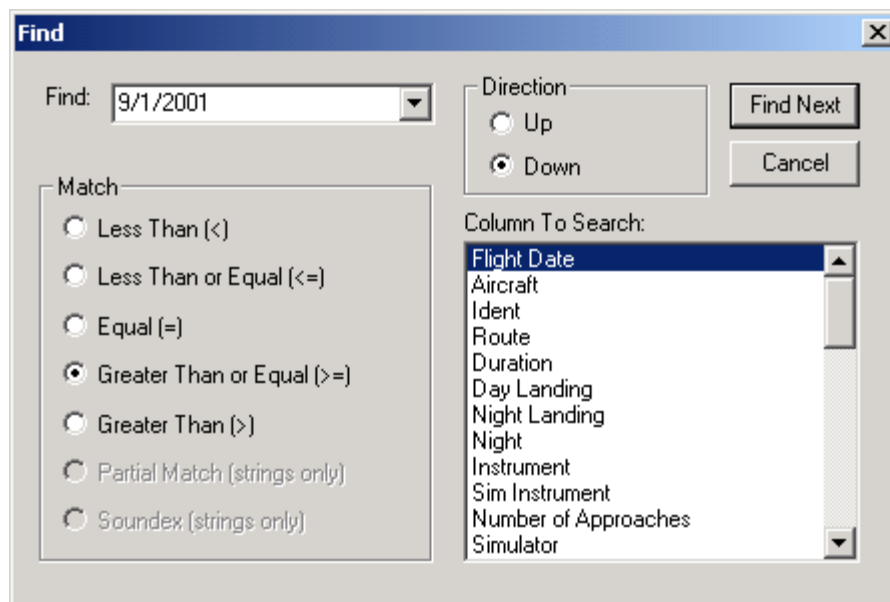 Find
Find:
9/1/2001
Direction
Up
Down
Find Next
Cancel
Match
Less Than (<)
Less Than or Equal (<=)
Equal (=)
Greater Than or Equal (>=)
Greater Than (>)
Partial Match (strings only)
Soundex (strings only)
Column To Search:
Flight Date
Aircraft
Ident
Route
Duration
Day Landing
Night Landing
Night
Instrument
Sim Instrument
Number of Approaches
Simulator